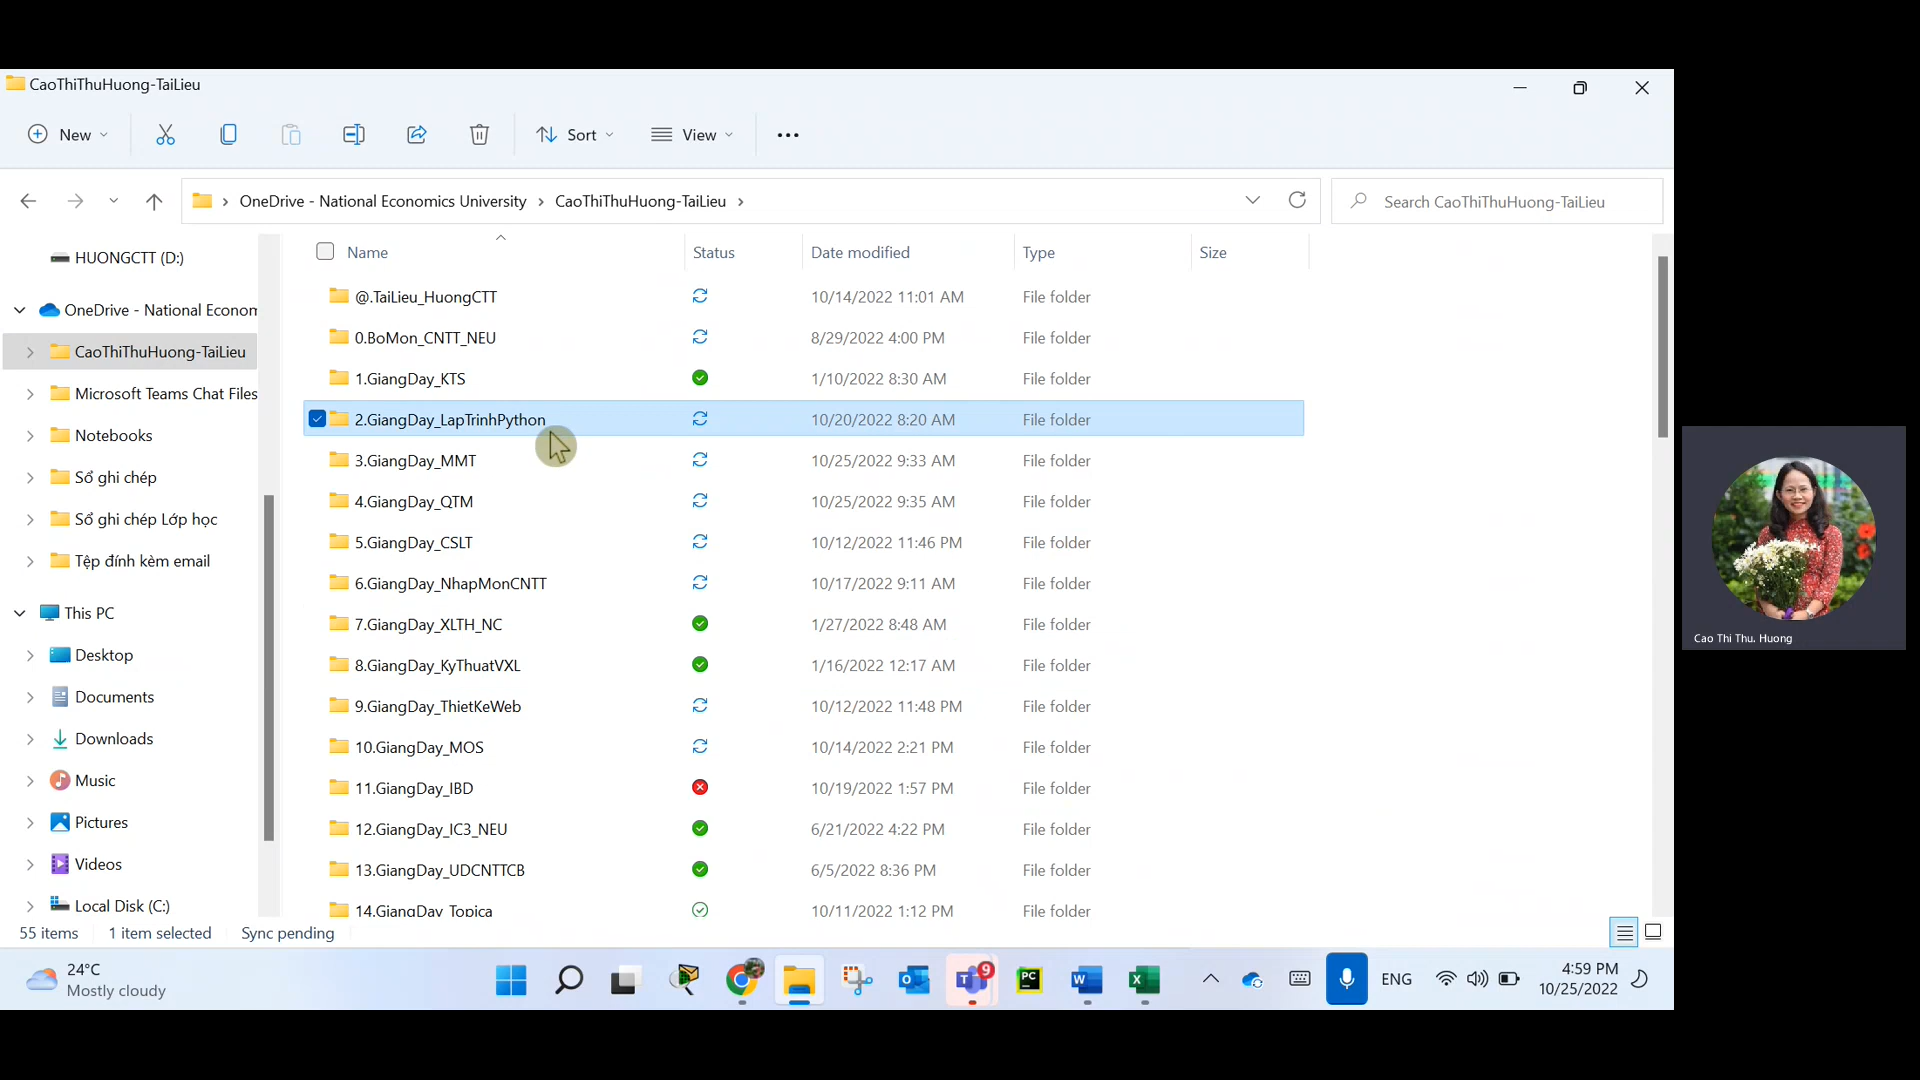 CaoThiThuHuong-TaiLieu
New
Sort
View
OneDrive - National Economics University
CaoThiThuHuong-TaiLieu
Search CaoThiThuHuong-TaiLieu
HUONGCTT (D:)
OneDrive - National Econom
CaoThiThuHuong-TaiLieu
Microsoft Teams Chat Files
Notebooks
Sổ ghi chép
Sổ ghi chép Lớp học
Tệp đính kèm email
This PC
Desktop
Documents
Downloads
Music
Pictures
Videos
Local Disk (C:)
Name Status Date modified Type Size
@.TaiLieu_HuongCTT 10/14/2022 11:01 AM File folder
0.BoMon_CNTT_NEU 8/29/2022 4:00 PM File folder
1.GiangDay_KTS 1/10/2022 8:30 AM File folder
2.GiangDay_LapTrinhPython 10/20/2022 8:20 AM File folder
3.GiangDay_MMT 10/25/2022 9:33 AM File folder
4.GiangDay_QTM 10/25/2022 9:35 AM File folder
5.GiangDay_CSLT 10/12/2022 11:46 PM File folder
6.GiangDay_NhapMonCNTT 10/17/2022 9:11 AM File folder
7.GiangDay_XLTH_NC 1/27/2022 8:48 AM File folder
8.GiangDay_KyThuatVXL 1/16/2022 12:17 AM File folder
9.GiangDay_ThietKeWeb 10/12/2022 11:48 PM File folder
10.GiangDay_MOS 10/14/2022 2:21 PM File folder
11.GiangDay_IBD 10/19/2022 1:57 PM File folder
12.GiangDay_IC3_NEU 6/21/2022 4:22 PM File folder
13.GiangDay_UDCNTTCB 6/5/2022 8:36 PM File folder
14.GiangDay_Topica 10/11/2022 1:12 PM File folder
55 items 1 item selected Sync pending
Cao Thi Thu. Huong
24°C
Mostly cloudy
9
PC
ENG
4:59 PM
10/25/2022